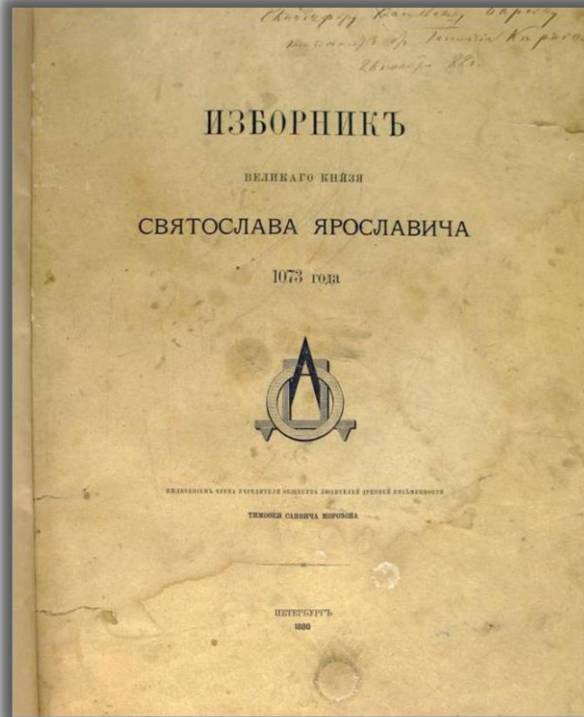 ИЗБОРНИКЪ
ВЕЛИКАГО КНЯЗЯ
СВЯТОСЛАВА ЯРОСЛАВИЧА
1073 года
ИЖДИВЕНІЕМЪ ЧЛЕНА УЧРЕДИТЕЛЯ ОБЩЕСТВА ЛЮБИТЕЛЕЙ ДРЕВНЕЙ ПИСЬМЕННОСТИ
ТИМОѲЕЯ САВВИЧА МОРОЗОВА
ПЕТЕРБУРГЪ
1880